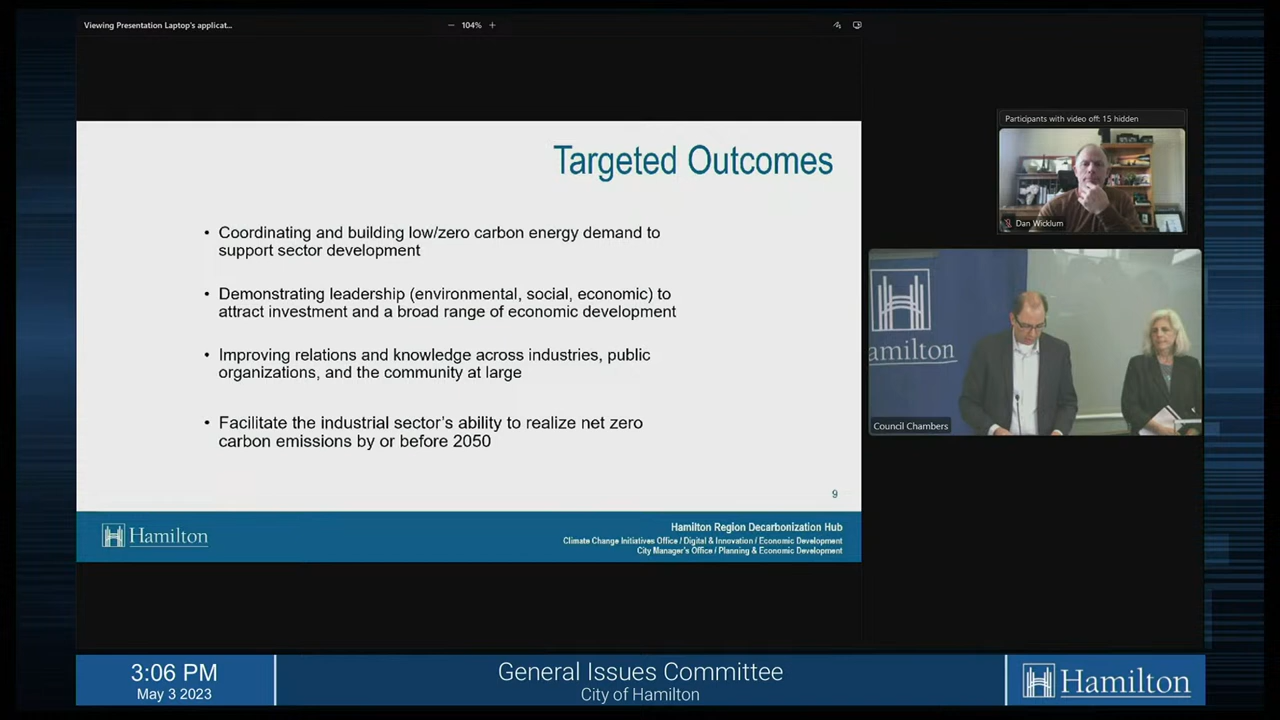 Viewing Presentation Laptop's applicat...
104%
Targeted Outcomes
• Coordinating and building low/zero carbon energy demand to
support sector development
• Demonstrating leadership (environmental, social, economic) to
attract investment and a broad range of economic development
• Improving relations and knowledge across industries, public
organizations, and the community at large
• Facilitate the industrial sector's ability to realize net zero
carbon emissions by or before 2050
9
Hamilton
Hamilton Region Decarbonization Hub
Climate Change Initiatives Office / Digital & Innovation / Economic Development
City Manager's Office / Planning & Economic Development
Participants with video off: 15 hidden
Dan Wicklum
amilton
Council Chambers
3:06 PM
May 3 2023
General Issues Committee
City of Hamilton
Hamilton